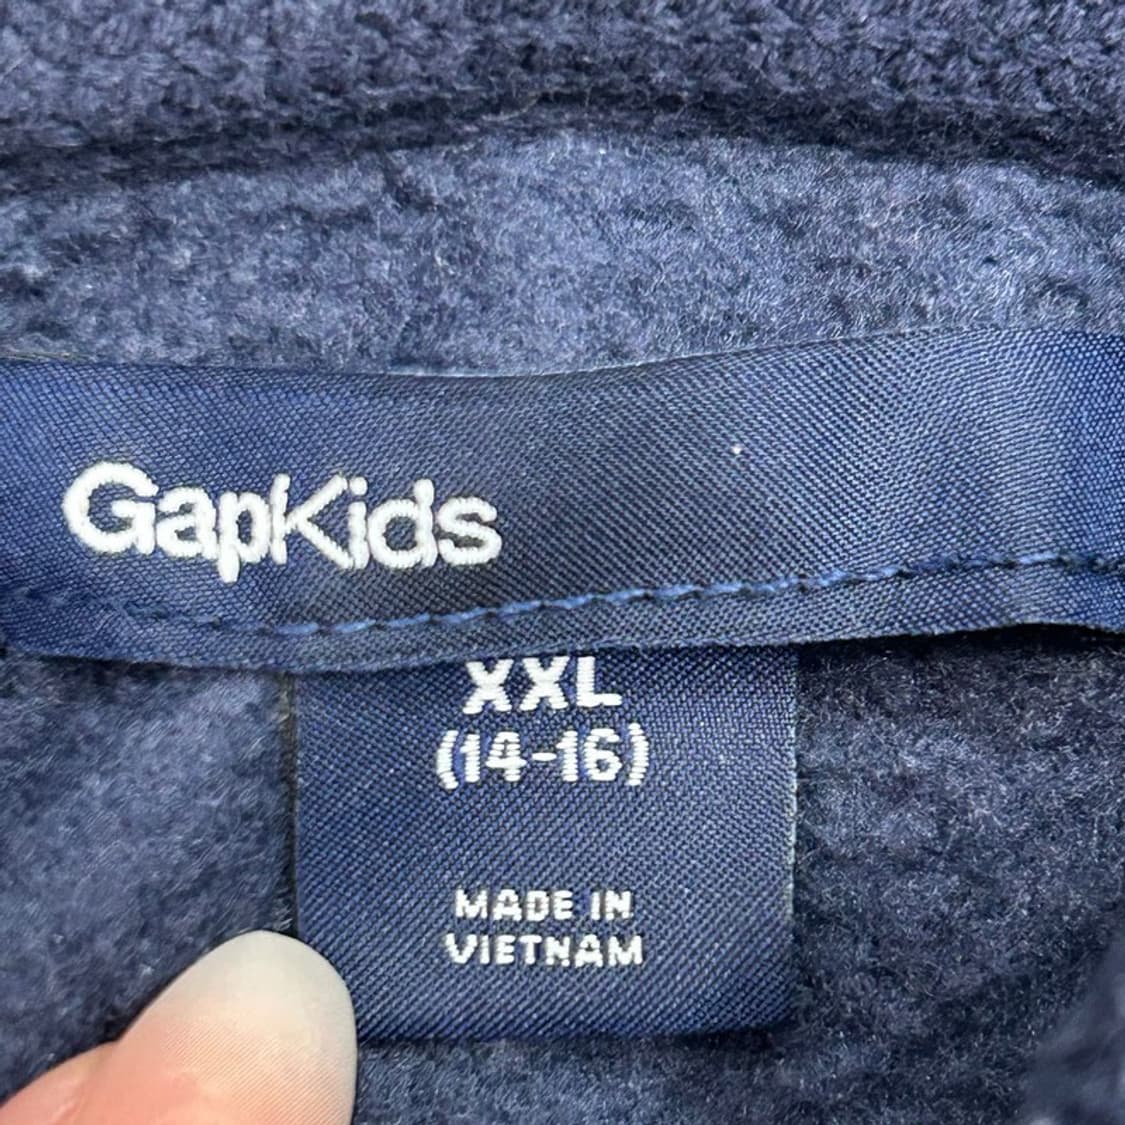 GapKids
XXL
(14-16)
MADE IN
VIETNAM